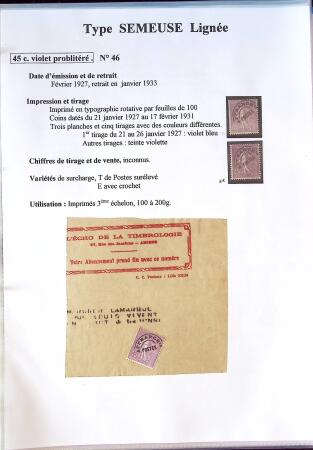 Type SEMEUSE Lignée
45 c. violet problitéré . N° 46
Date d'émission et de retrait
Février 1927, retrait en janvier 1933
Impression et tirage
Imprimé en typographie rotative par feuilles de 100
Coins datés du 21 janvier 1927 au 17 février 1931
Trois planches et cinq tirages avec des couleurs différentes.
1er tirage du 21 au 26 janvier 1927 : violet bleu
Autres tirages : teinte violette
Chiffres de tirage et de vente, inconnus.
Variétés de surcharge, T de Postes surélevé
E avec crochet
Utilisation : Imprimés 3ème échelon, 100 à 200g.
L'ÉCHO DE LA TIMBROLOGIE
Votre Abonnement prend fin avec ce numéro
LOUIS VIVENT
POSTES